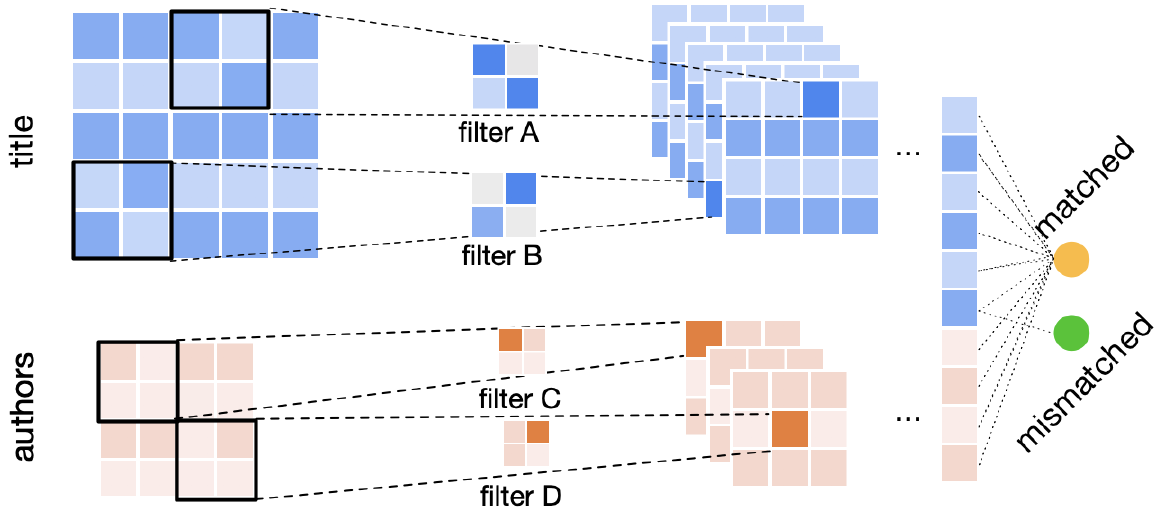 title
filter A
filter B
...
matched
authors
filter C
filter D
...
mismatched